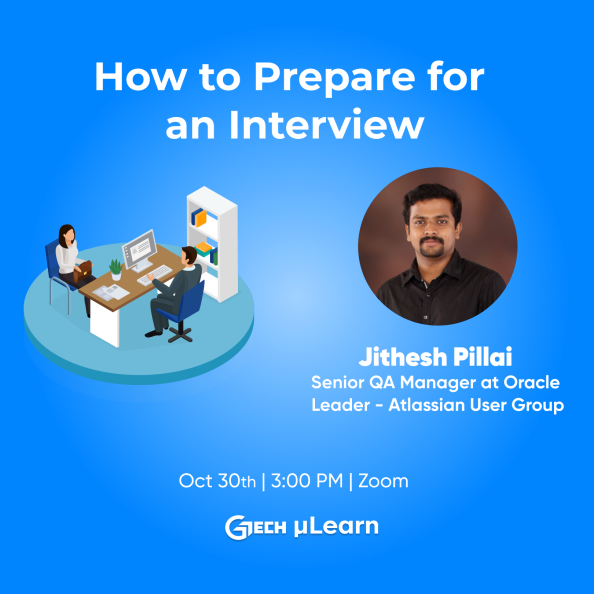 How to Prepare for
an Interview
Jithesh Pillai
Senior QA Manager at Oracle
Leader - Atlassian User Group
Oct 30th | 3:00 PM | Zoom
GTECH µLearn